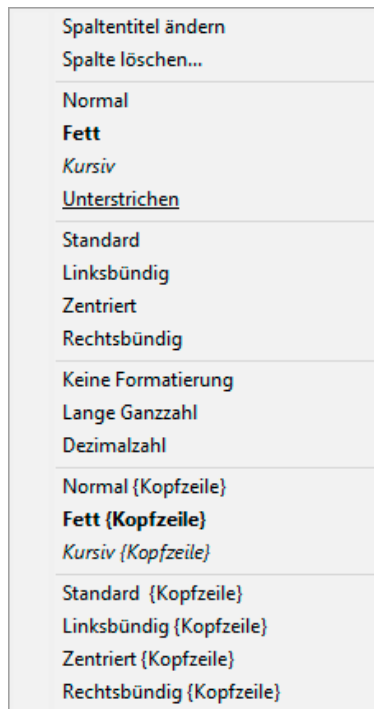 Spaltentitel ändern
Spalte löschen...
Normal
Fett
Kursiv
Unterstrichen
Standard
Linksbündig
Zentriert
Rechtsbündig
Keine Formatierung
Lange Ganzzahl
Dezimalzahl
Normal {Kopfzeile}
Fett {Kopfzeile}
Kursiv {Kopfzeile}
Standard  {Kopfzeile}
Linksbündig {Kopfzeile}
Zentriert {Kopfzeile}
Rechtsbündig {Kopfzeile}